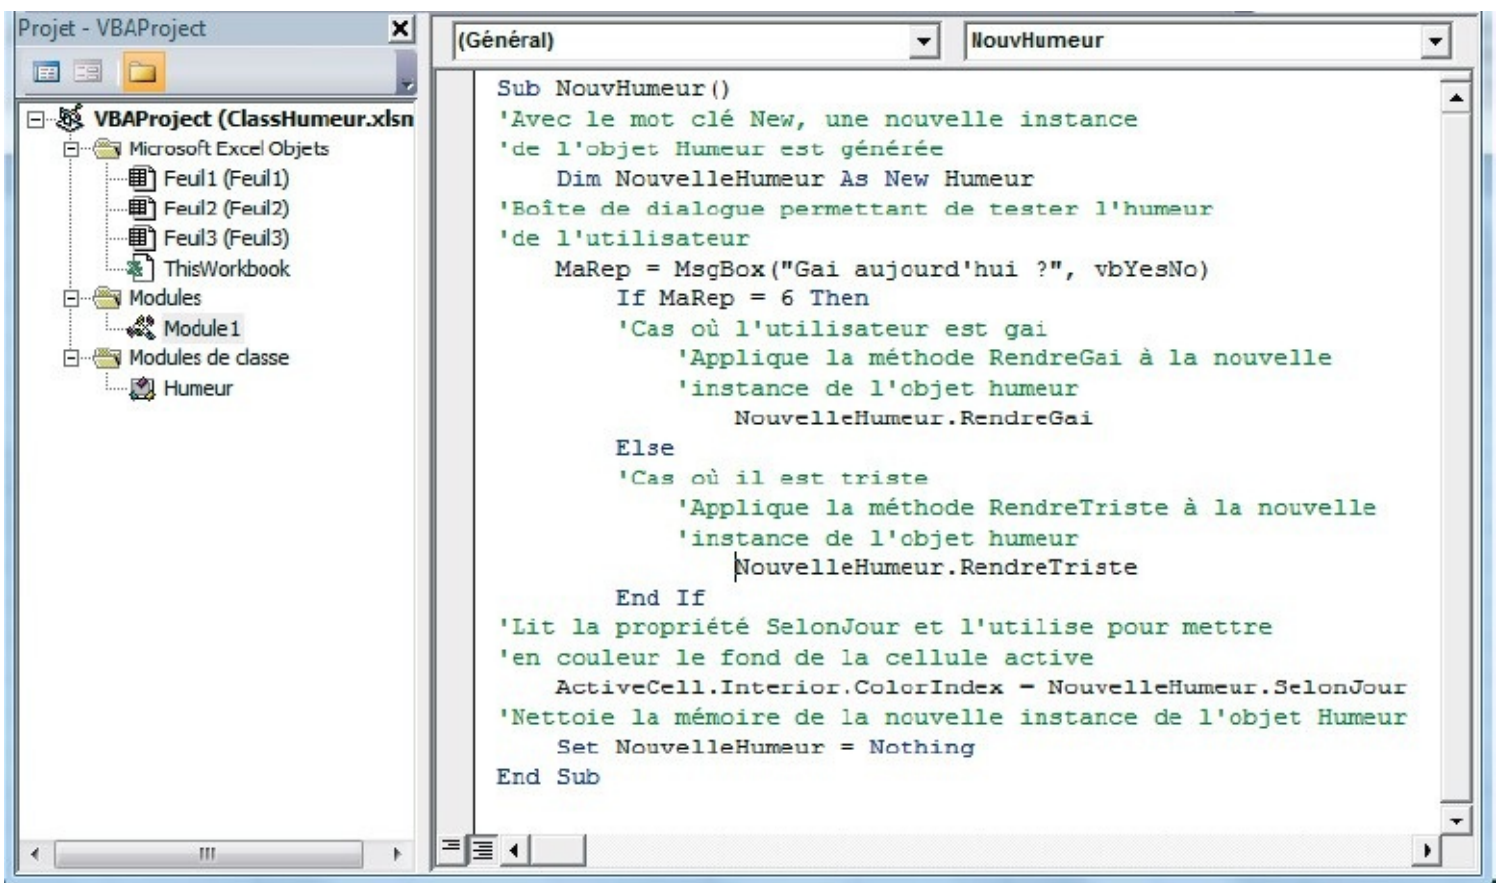 Projet - VBAProject
VBAProject (ClassHumeur.xlsn
Microsoft Excel Objets
Feuil1 (Feuil1)
Feuil2 (Feuil2)
Feuil3 (Feuil3)
ThisWorkbook
Modules
Module1
Modules de classe
Humeur
(Général)
NouvHumeur
Sub NouvHumeur()
'Avec le mot clé New, une nouvelle instance
'de l'objet Humeur est générée
Dim NouvelleHumeur As New Humeur
'Boîte de dialogue permettant de tester l'humeur
'de l'utilisateur
MaRep = MsgBox("Gai aujourd'hui ?", vbYesNo)
If MaRep = 6 Then
'Cas où l'utilisateur est gai
'Applique la méthode RendreGai à la nouvelle
'instance de l'objet humeur
NouvelleHumeur.RendreGai
Else
'Cas où il est triste
'Applique la méthode RendreTriste à la nouvelle
'instance de l'objet humeur
NouvelleHumeur.RendreTriste
End If
'Lit la propriété SelonJour et l'utilise pour mettre
'en couleur le fond de la cellule active
ActiveCell.Interior.ColorIndex = NouvelleHumeur.SelonJour
'Nettoie la mémoire de la nouvelle instance de l'objet Humeur
Set NouvelleHumeur = Nothing
End Sub